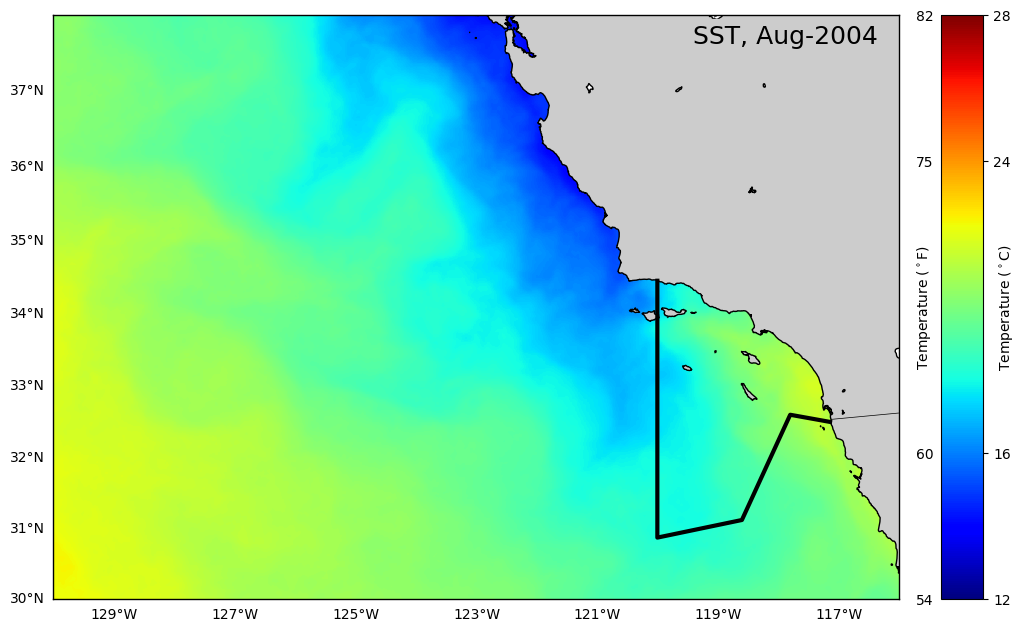 SST, Aug-2004
37°N
36°N
35°N
34°N
33°N
32°N
31°N
30°N
129°W
127°W
125°W
123°W
121°W
119°W
117°W
82
75
60
54
Temperature (°F)
28
24
16
12
Temperature (°C)